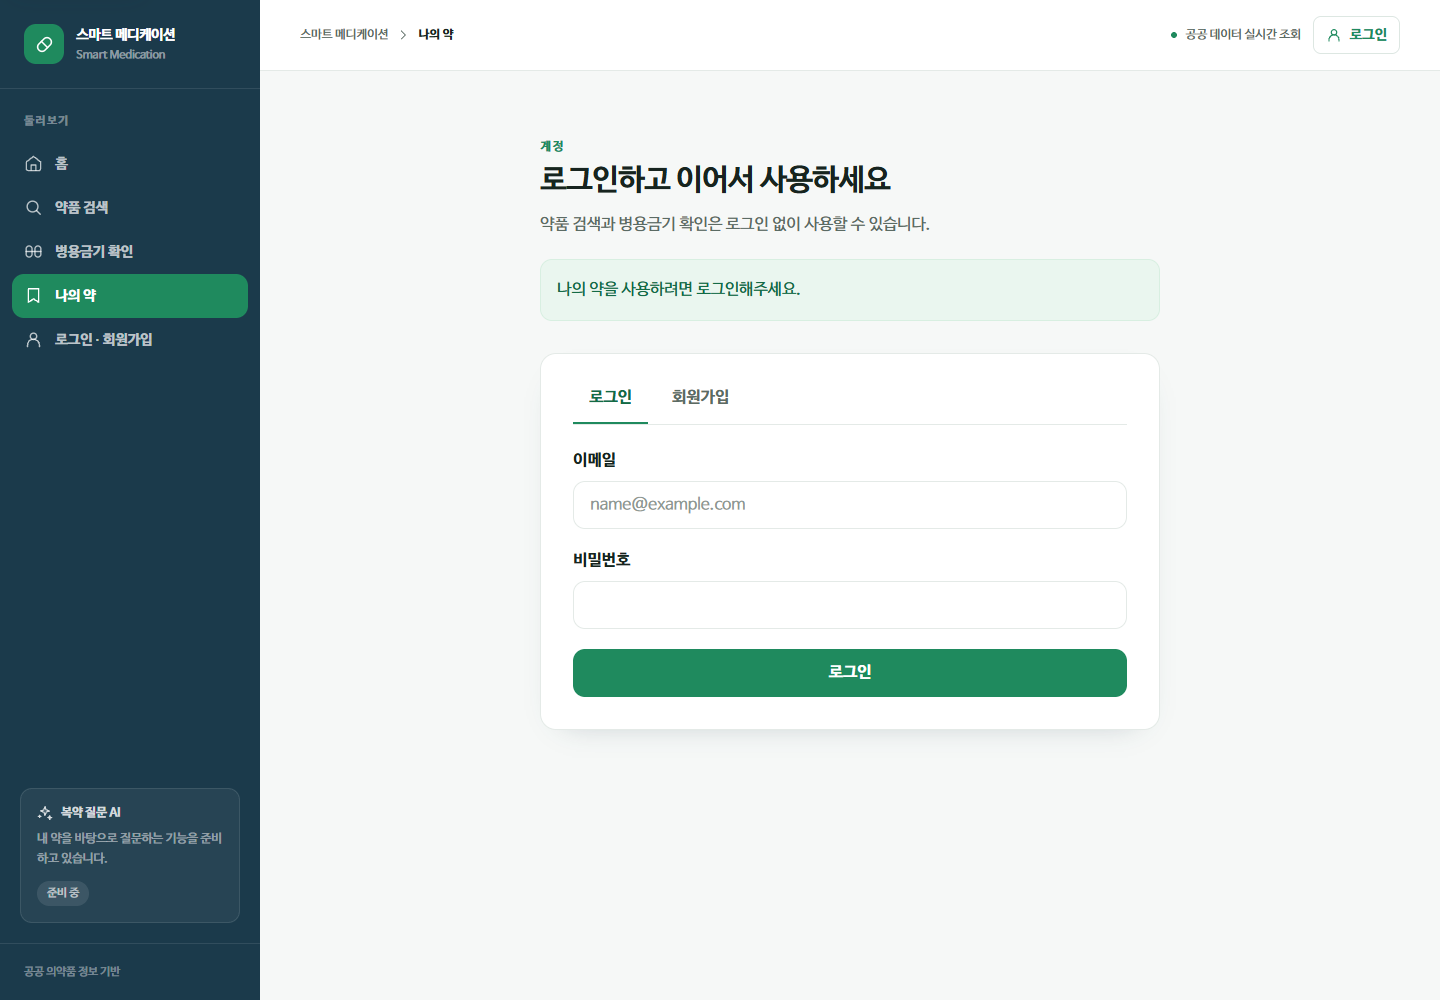 스마트 메디케이션
Smart Medication
둘러보기
홈
약품 검색
병용금기 확인
나의 약
로그인 · 회원가입
복약 질문 AI
내 약을 바탕으로 질문하는 기능을 준비
하고 있습니다.
준비 중
공공 의약품 정보 기반
스마트 메디케이션 > 나의 약
공공 데이터 실시간 조회
로그인
계정
로그인하고 이어서 사용하세요
약품 검색과 병용금기 확인은 로그인 없이 사용할 수 있습니다.
나의 약을 사용하려면 로그인해주세요.
로그인 회원가입
이메일
name@example.com
비밀번호
로그인